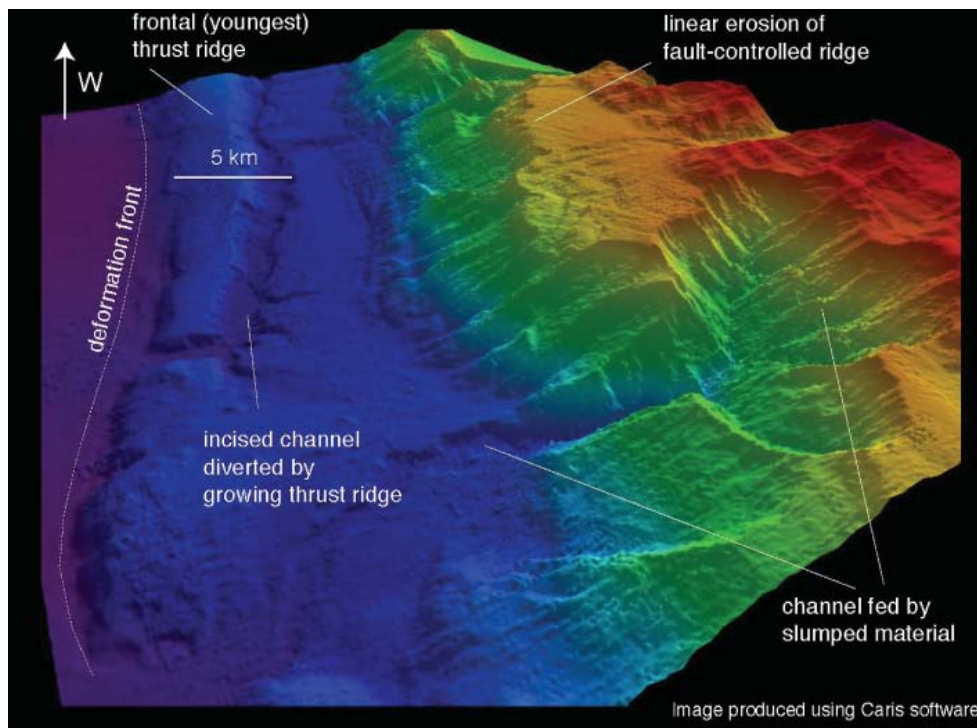 frontal (youngest)
thrust ridge
linear erosion of
fault-controlled ridge
W
5 km
deformation front
incised channel
diverted by
growing thrust ridge
channel fed by
slumped material
Image produced using Caris software